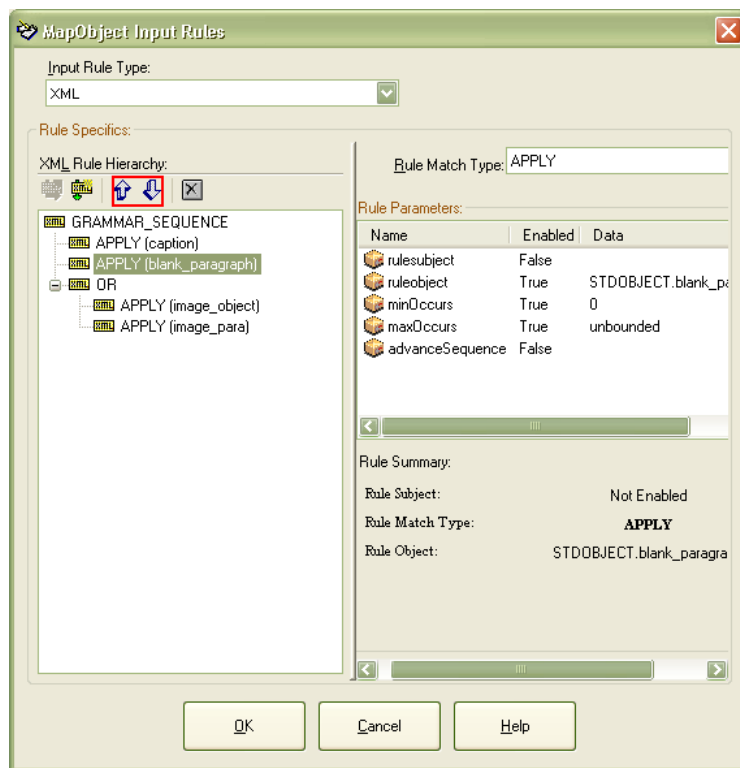 MapObject Input Rules
Input Rule Type:
XML
Rule Specifics:
XML Rule Hierarchy:
GRAMMAR_SEQUENCE
APPLY (caption)
APPLY (blank_paragraph)
OR
APPLY (image_object)
APPLY (image_para)
Rule Match Type: APPLY
Rule Parameters:
Name Enabled Data
rulesubject False
ruleobject True STDOBJECT.blank_pa
minOccurs True 0
maxOccurs True unbounded
advanceSequence False
Rule Summary:
Rule Subject: Not Enabled
Rule Match Type: APPLY
Rule Object: STDOBJECT.blank_paragra
OK Cancel Help